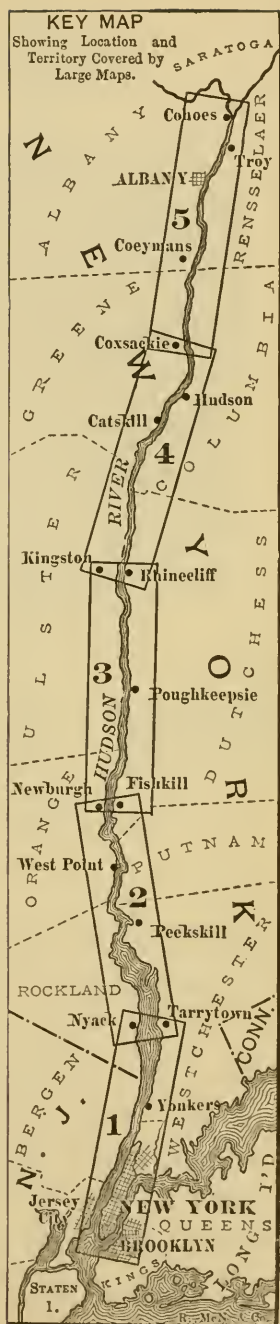 KEY MAP
Showing Location and
Territory Covered by
Large Maps.
SARATOGA
Cohoes
Troy
ALBANY
RENSSELAER
ALBANY
5
Coeymans
GREENE
Coxsackie
COLUMBIA
Hudson
Catskill
4
NEW YORK
HUDSON RIVER
ULSTER
Kingston
Rhinecliff
3
DUTCHESS
Poughkeepsie
Newburgh
Fishkill
ORANGE
West Point
PUTNAM
2
Peekskill
ROCKLAND
Nyack
Tarrytown
WESTCHESTER
CONN.
BERGEN
N. J.
1
Yonkers
Jersey
City
NEW YORK
QUEENS
BROOKLYN
KINGS
LONG I'D
STATEN
I.
R. McN. & Co.